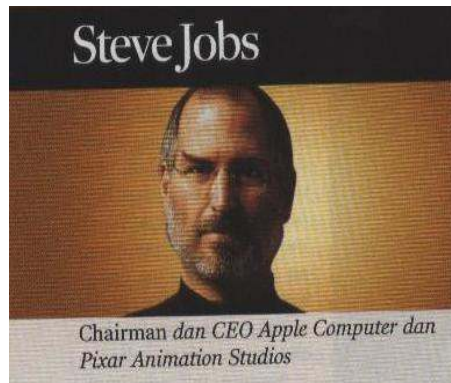 Steve Jobs
Chairman dan CEO Apple Computer dan
Pixar Animation Studios